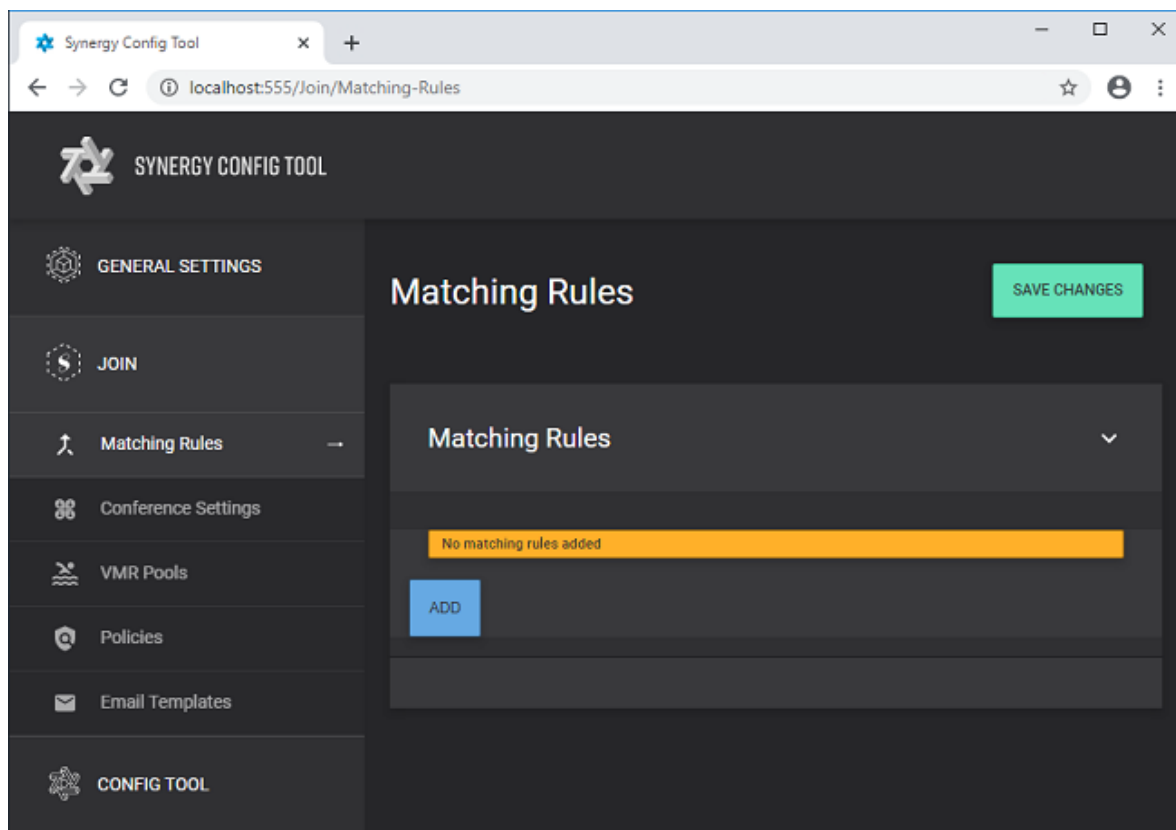 Synergy Config Tool
localhost:555/Join/Matching-Rules
SYNERGY CONFIG TOOL
GENERAL SETTINGS
JOIN
Matching Rules
Conference Settings
VMR Pools
Policies
Email Templates
CONFIG TOOL
Matching Rules
SAVE CHANGES
Matching Rules
No matching rules added
ADD